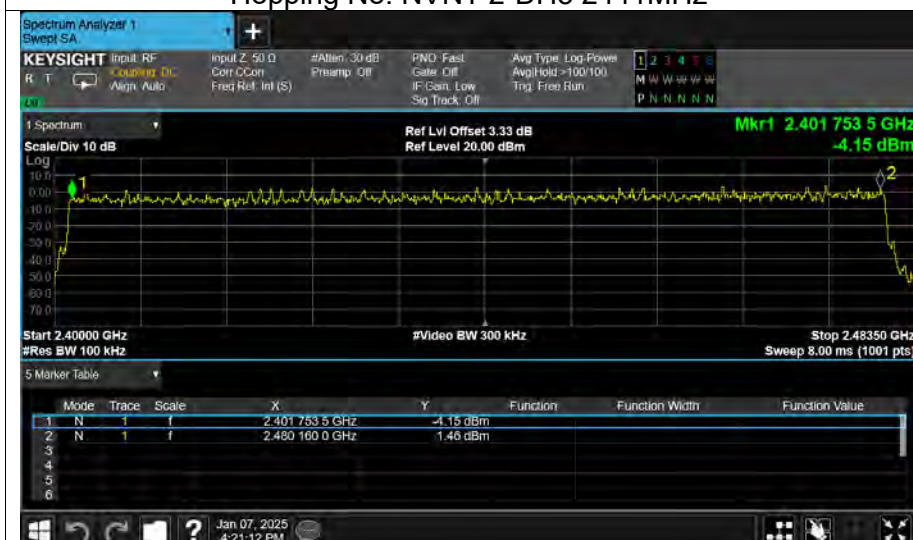 Hopping No. NVNT 2-DH5 2441MHz
Spectrum Analyzer 1
Swept SA
+
KEYSIGHT Input: RF Input Z: 50 Ω #Atten: 30 dB PNO: Fast Avg Type: Log-Power 1 2 3 4 5 6
R T Coupling: DC Corr CCorr Preamp: Off Gate: Off Avg|Hold >100/100 M W W W W W
Align: Auto Freq Ref: Int (S) IF Gain: Low Trig: Free Run
Sig Track: Off P N N N N N
1 Spectrum
Ref Lvl Offset 3.33 dB Mkr1 2.401 753 5 GHz
Scale/Div 10 dB Ref Level 20.00 dBm -4.15 dBm
Log
10.0
0.00
-10.0
-20.0
-30.0
-40.0
-50.0
-60.0
-70.0
1
2
Start 2.40000 GHz #Video BW 300 kHz Stop 2.48350 GHz
#Res BW 100 kHz Sweep 8.00 ms (1001 pts)
5 Marker Table
Mode Trace Scale X Y Function Function Width Function Value
1 N 1 f 2.401 753 5 GHz -4.15 dBm
2 N 1 f 2.480 160 0 GHz 1.46 dBm
3
4
5
6
? Jan 07, 2025
4:21:12 PM